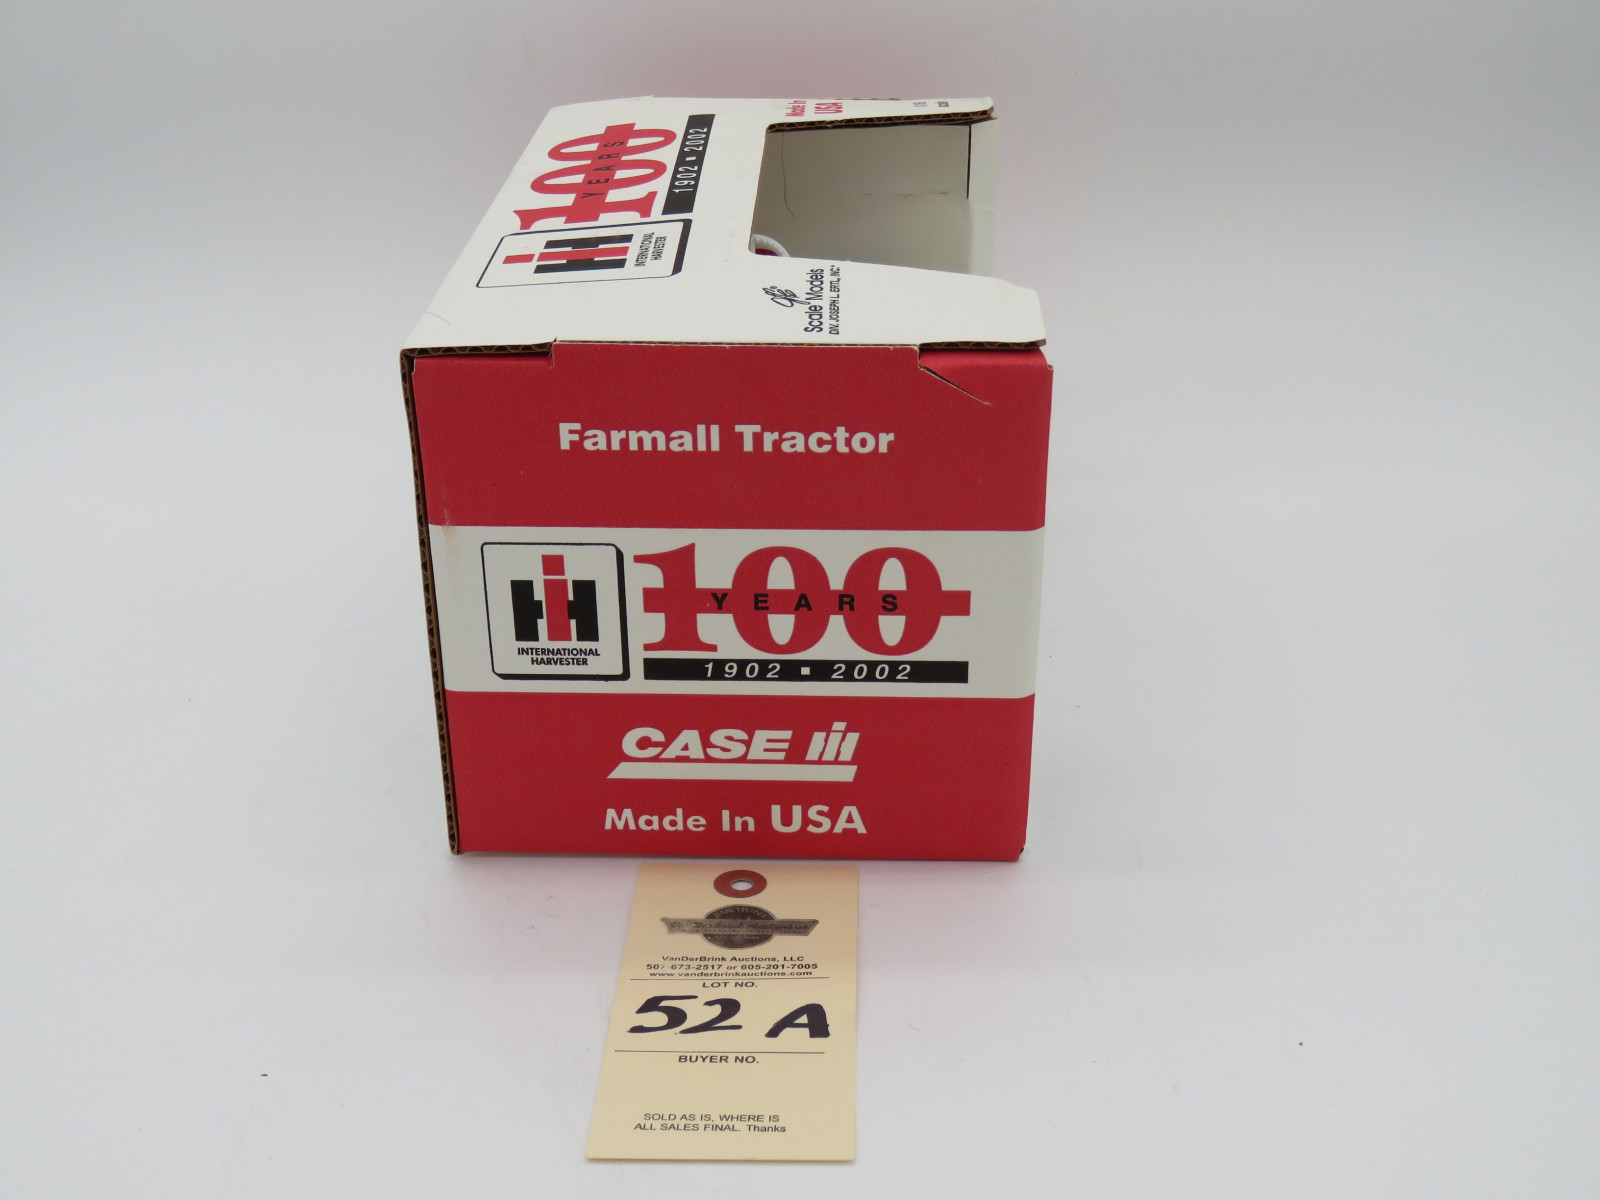 Made In
USA
100
YEARS
1902 ▪ 2002
IH
INTERNATIONAL
HARVESTER
Scale Models
DIV. JOSEPH L. ERTL, INC.
Farmall Tractor
IH
INTERNATIONAL
HARVESTER
100
YEARS
1902 ▪ 2002
CASE IH
Made In USA
VanDerBrink Auctions, LLC
507-673-2517 or 605-201-7005
www.vanderbrinkauctions.com
LOT NO.
52 A
BUYER NO.
SOLD AS IS, WHERE IS
ALL SALES FINAL. Thanks